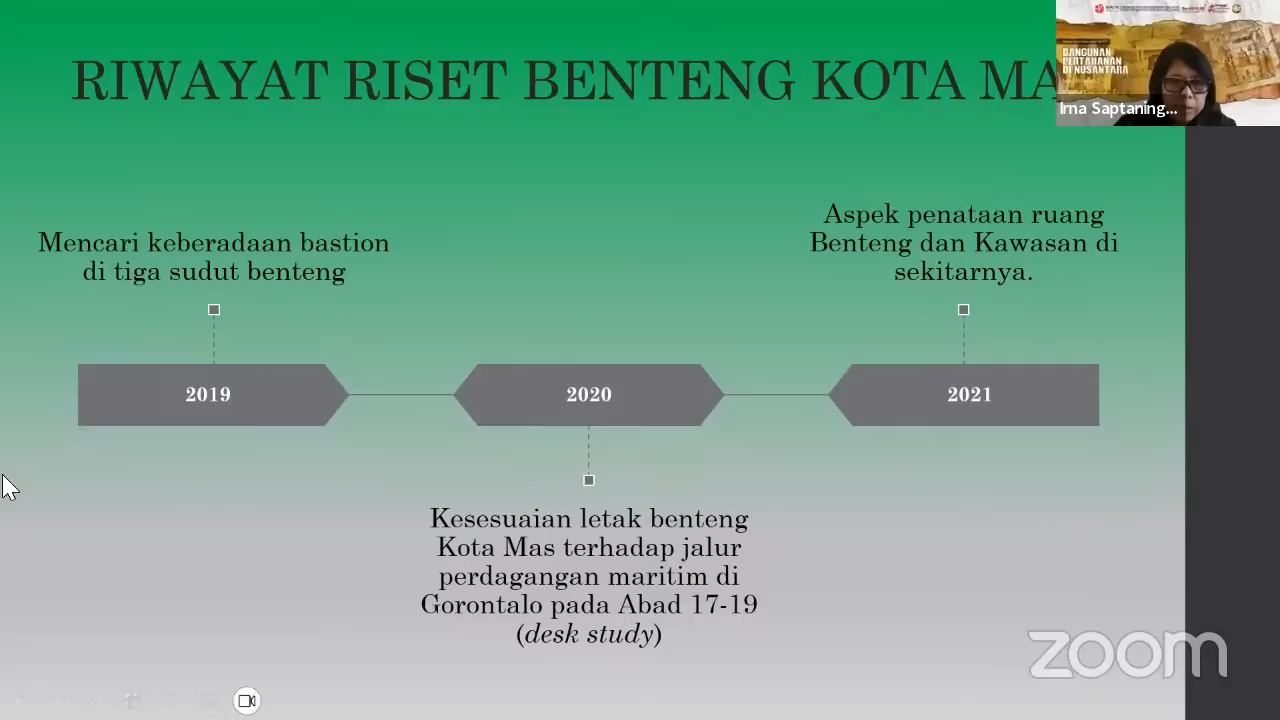 RIWAYAT RISET BENTENG KOTA MA
BANGUNAN
PERTAHANAN
DI NUSANTARA
Irna Saptaning...
Mencari keberadaan bastion
di tiga sudut benteng
Aspek penataan ruang
Benteng dan Kawasan di
sekitarnya.
2019
2020
2021
Kesesuaian letak benteng
Kota Mas terhadap jalur
perdagangan maritim di
Gorontalo pada Abad 17-19
(desk study)
zoom